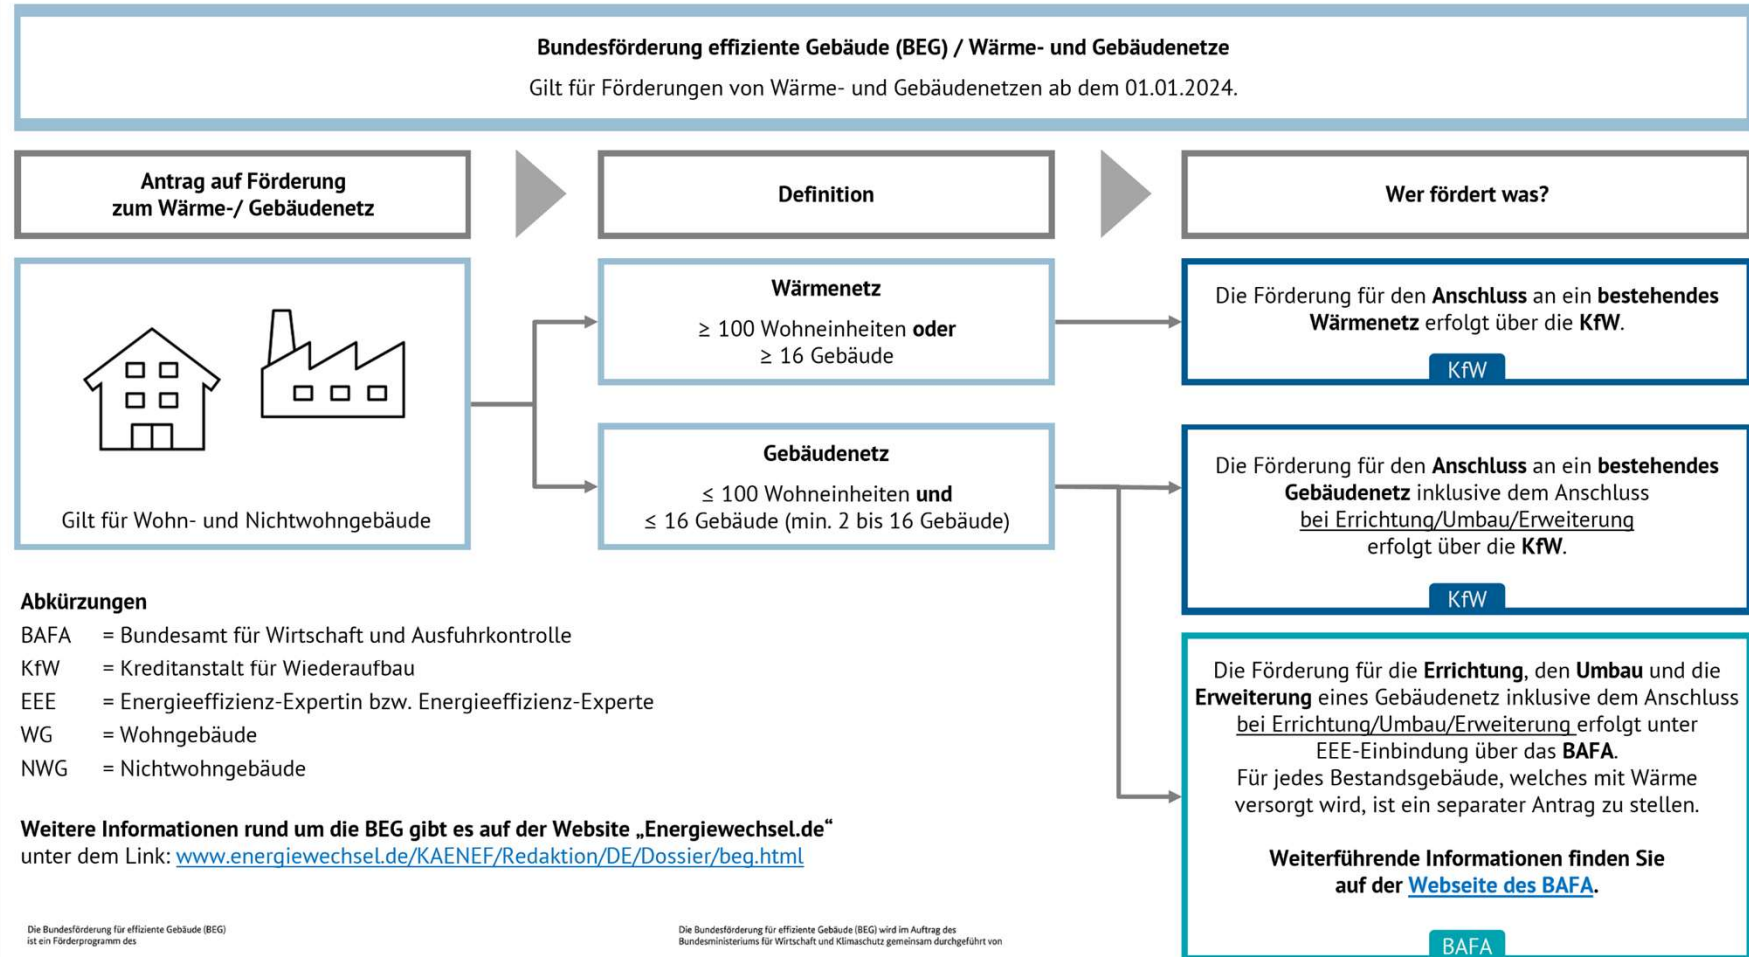 Bundesförderung effiziente Gebäude (BEG) / Wärme- und Gebäudenetze
Gilt für Förderungen von Wärme- und Gebäudenetzen ab dem 01.01.2024.
Antrag auf Förderung
zum Wärme-/ Gebäudenetz
Definition
Wer fördert was?
Gilt für Wohn- und Nichtwohngebäude
Wärmenetz
≥ 100 Wohneinheiten oder
≥ 16 Gebäude
Gebäudenetz
≤ 100 Wohneinheiten und
≤ 16 Gebäude (min. 2 bis 16 Gebäude)
Die Förderung für den Anschluss an ein bestehendes
Wärmenetz erfolgt über die KfW.
KfW
Die Förderung für den Anschluss an ein bestehendes
Gebäudenetz inklusive dem Anschluss
bei Errichtung/Umbau/Erweiterung
erfolgt über die KfW.
KfW
Die Förderung für die Errichtung, den Umbau und die
Erweiterung eines Gebäudenetz inklusive dem Anschluss
bei Errichtung/Umbau/Erweiterung erfolgt unter
EEE-Einbindung über das BAFA.
Für jedes Bestandsgebäude, welches mit Wärme
versorgt wird, ist ein separater Antrag zu stellen.
Weiterführende Informationen finden Sie
auf der Webseite des BAFA.
BAFA
Abkürzungen
BAFA = Bundesamt für Wirtschaft und Ausfuhrkontrolle
KfW = Kreditanstalt für Wiederaufbau
EEE = Energieeffizienz-Expertin bzw. Energieeffizienz-Experte
WG = Wohngebäude
NWG = Nichtwohngebäude
Weitere Informationen rund um die BEG gibt es auf der Website „Energiewechsel.de“
unter dem Link: www.energiewechsel.de/KAENEF/Redaktion/DE/Dossier/beg.html
Die Bundesförderung für effiziente Gebäude (BEG)
ist ein Förderprogramm des
Die Bundesförderung für effiziente Gebäude (BEG) wird im Auftrag des
Bundesministeriums für Wirtschaft und Klimaschutz gemeinsam durchgeführt von